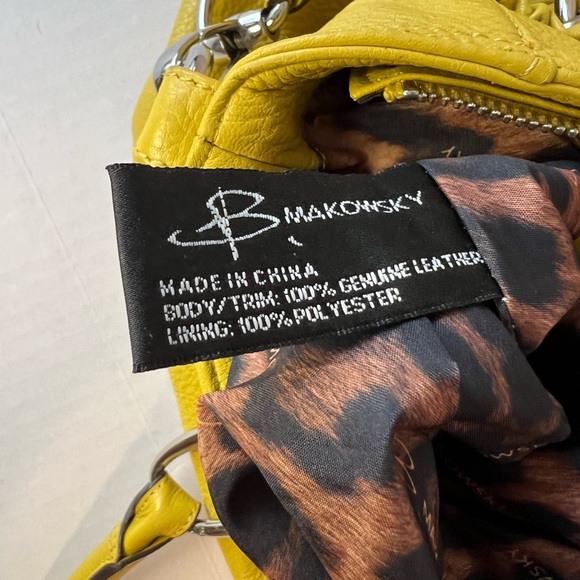 B MAKOWSKY
MADE IN CHINA
BODY/TRIM: 100% GENUINE LEATHER
LINING: 100% POLYESTER